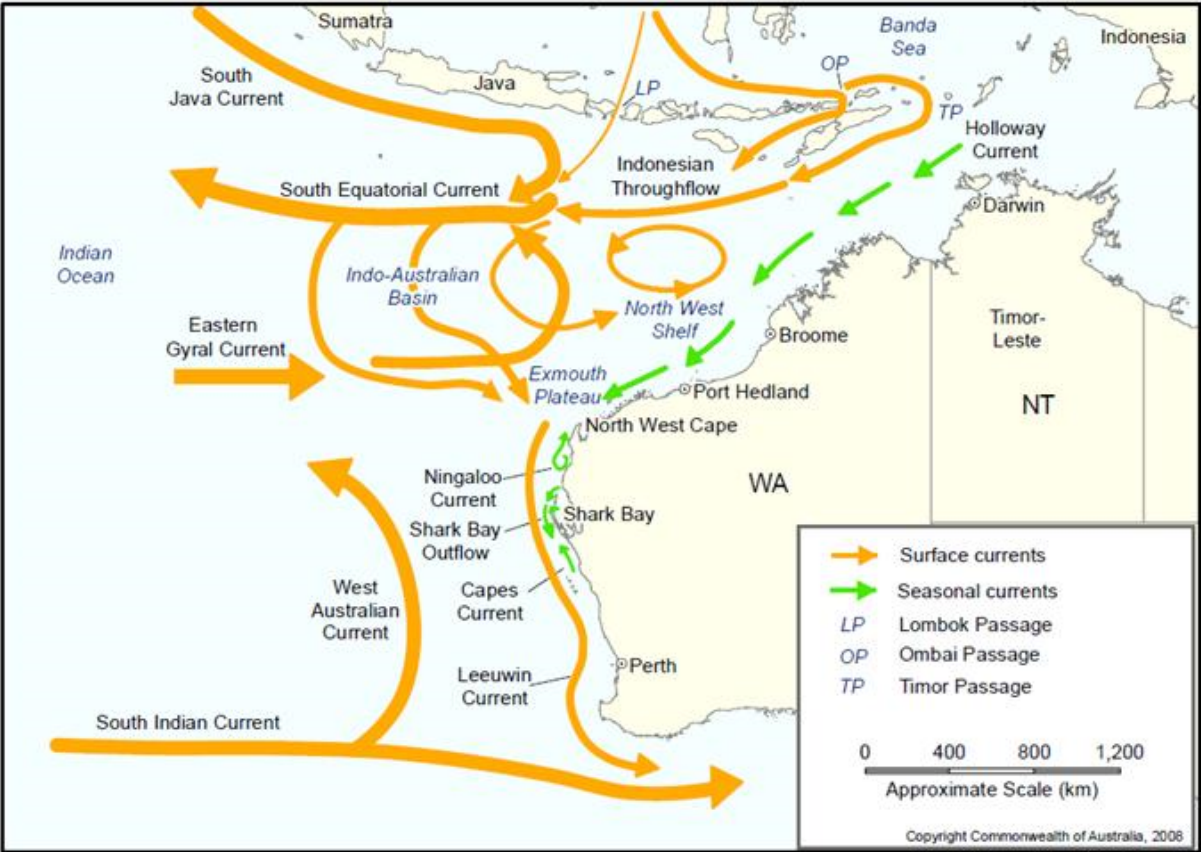 Sumatra
Banda
Sea
Indonesia
South
Java Current
Java
LP
OP
TP
Holloway
Current
Indonesian
Throughflow
South Equatorial Current
Darwin
Indian
Ocean
Indo-Australian
Basin
North West
Shelf
Timor-
Leste
Eastern
Gyral Current
Broome
Exmouth
Plateau
Port Hedland
NT
North West Cape
Ningaloo
Current
WA
Shark Bay
Shark Bay
Outflow
West
Australian
Current
Capes
Current
Perth
Leeuwin
Current
South Indian Current
Surface currents
Seasonal currents
LP Lombok Passage
OP Ombai Passage
TP Timor Passage
0 400 800 1,200
Approximate Scale (km)
Copyright Commonwealth of Australia, 2008